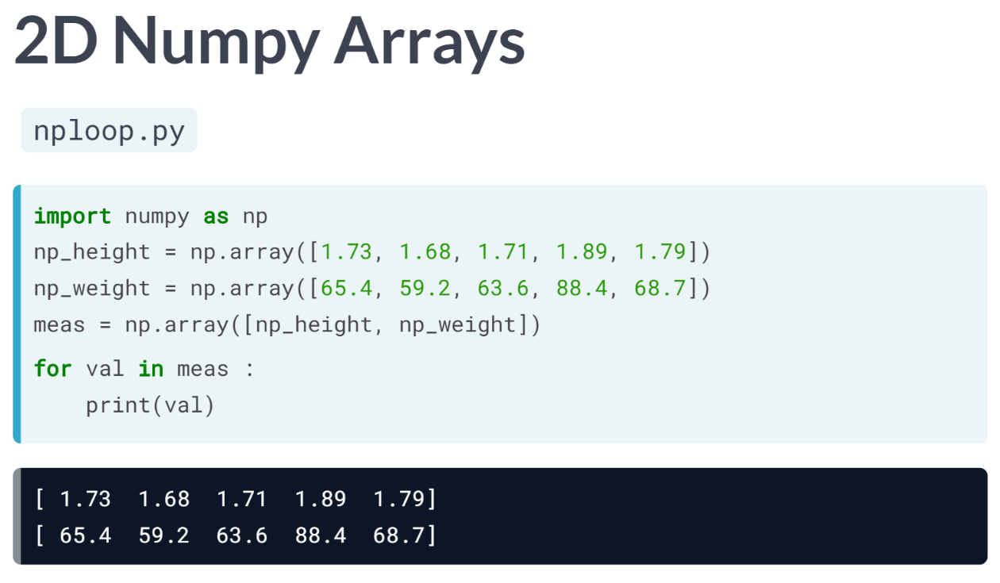 2D Numpy Arrays
nploop.py
import numpy as np
np_height = np.array([1.73, 1.68, 1.71, 1.89, 1.79])
np_weight = np.array([65.4, 59.2, 63.6, 88.4, 68.7])
meas = np.array([np_height, np_weight])
for val in meas :
    print(val)
[ 1.73  1.68  1.71  1.89  1.79]
[ 65.4  59.2  63.6  88.4  68.7]